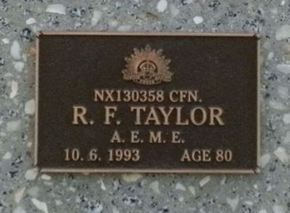 NX130358 CFN.
R. F. TAYLOR
A. E. M. E.
10. 6. 1993 AGE 80